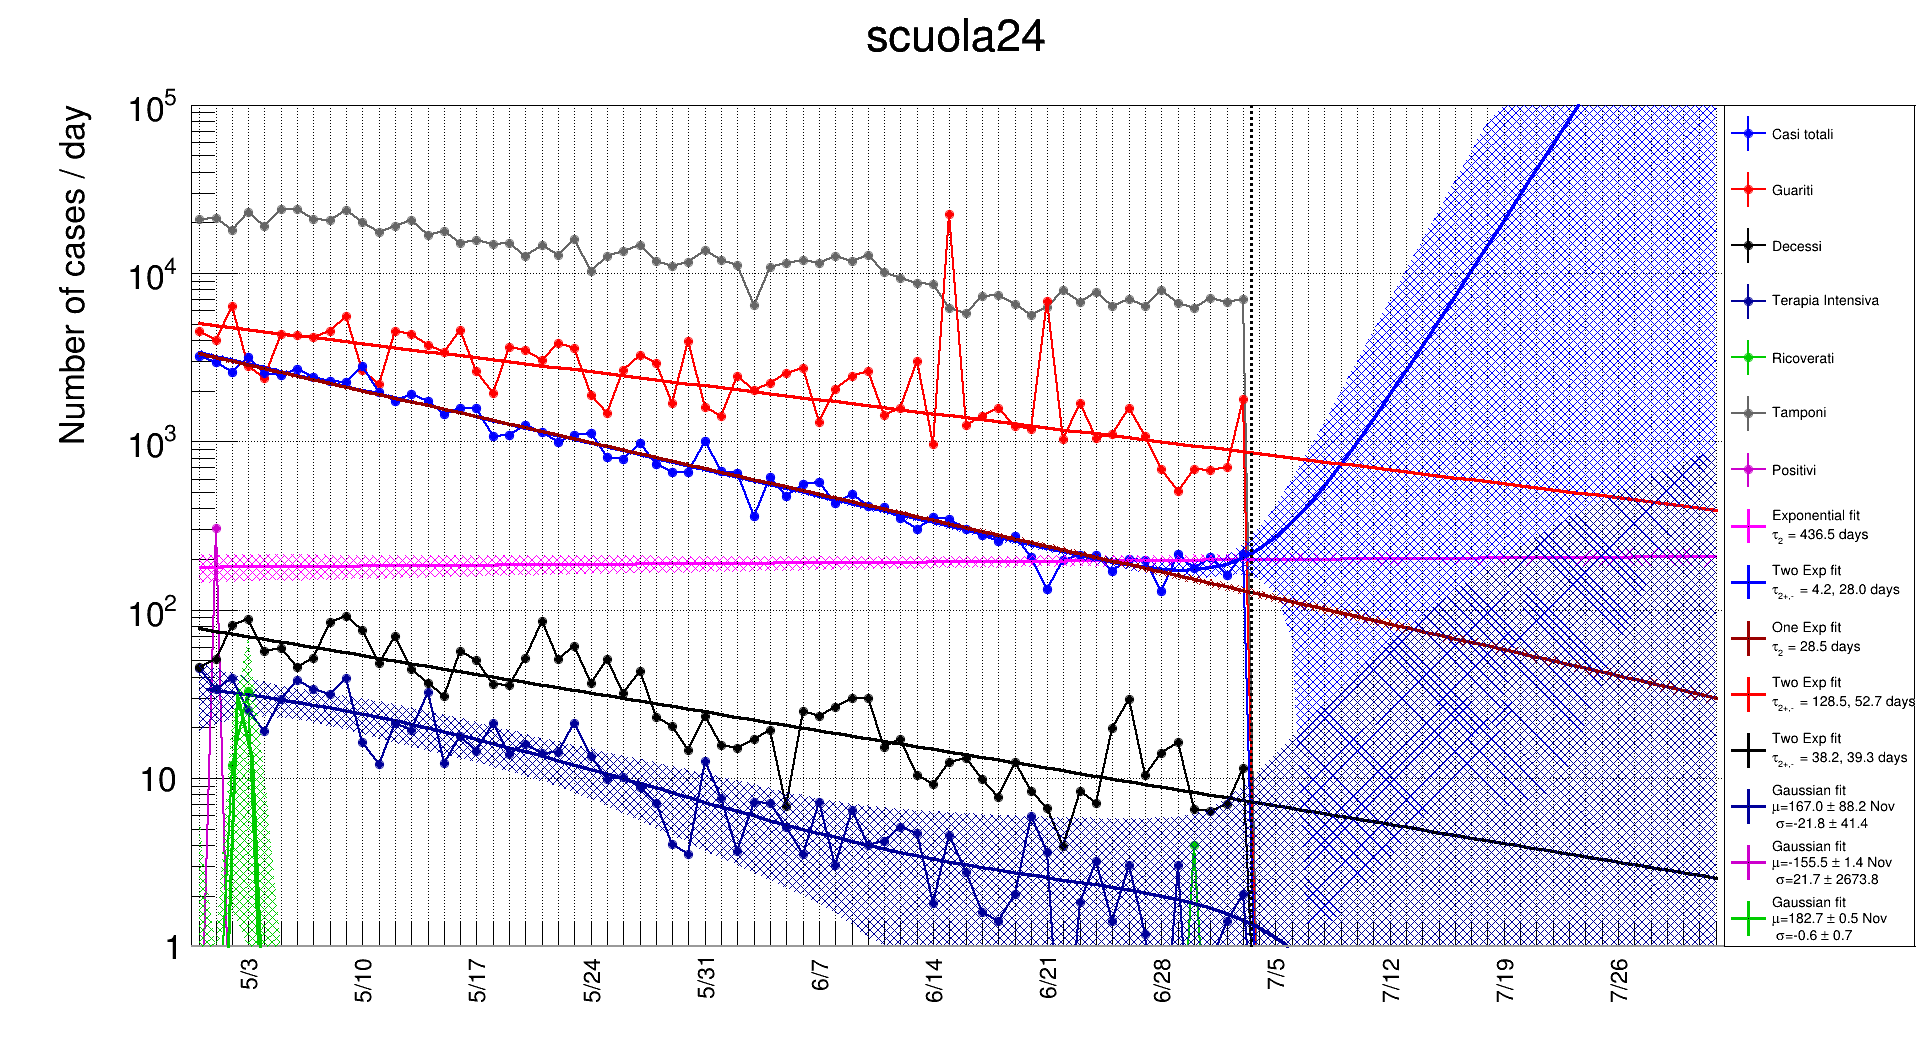 scuola24
Number of cases / day
10^5
10^4
10^3
10^2
10
1
5/3
5/10
5/17
5/24
5/31
6/7
6/14
6/21
6/28
7/5
7/12
7/19
7/26
Casi totali
Guariti
Decessi
Terapia Intensiva
Ricoverati
Tamponi
Positivi
Exponential fit
τ₂ = 436.5 days
Two Exp fit
τ₂₊,₋ = 4.2, 28.0 days
One Exp fit
τ₂ = 28.5 days
Two Exp fit
τ₂₊,₋ = 128.5, 52.7 days
Two Exp fit
τ₂₊,₋ = 38.2, 39.3 days
Gaussian fit
μ=167.0 ± 88.2 Nov
σ=-21.8 ± 41.4
Gaussian fit
μ=-155.5 ± 1.4 Nov
σ=21.7 ± 2673.8
Gaussian fit
μ=182.7 ± 0.5 Nov
σ=-0.6 ± 0.7